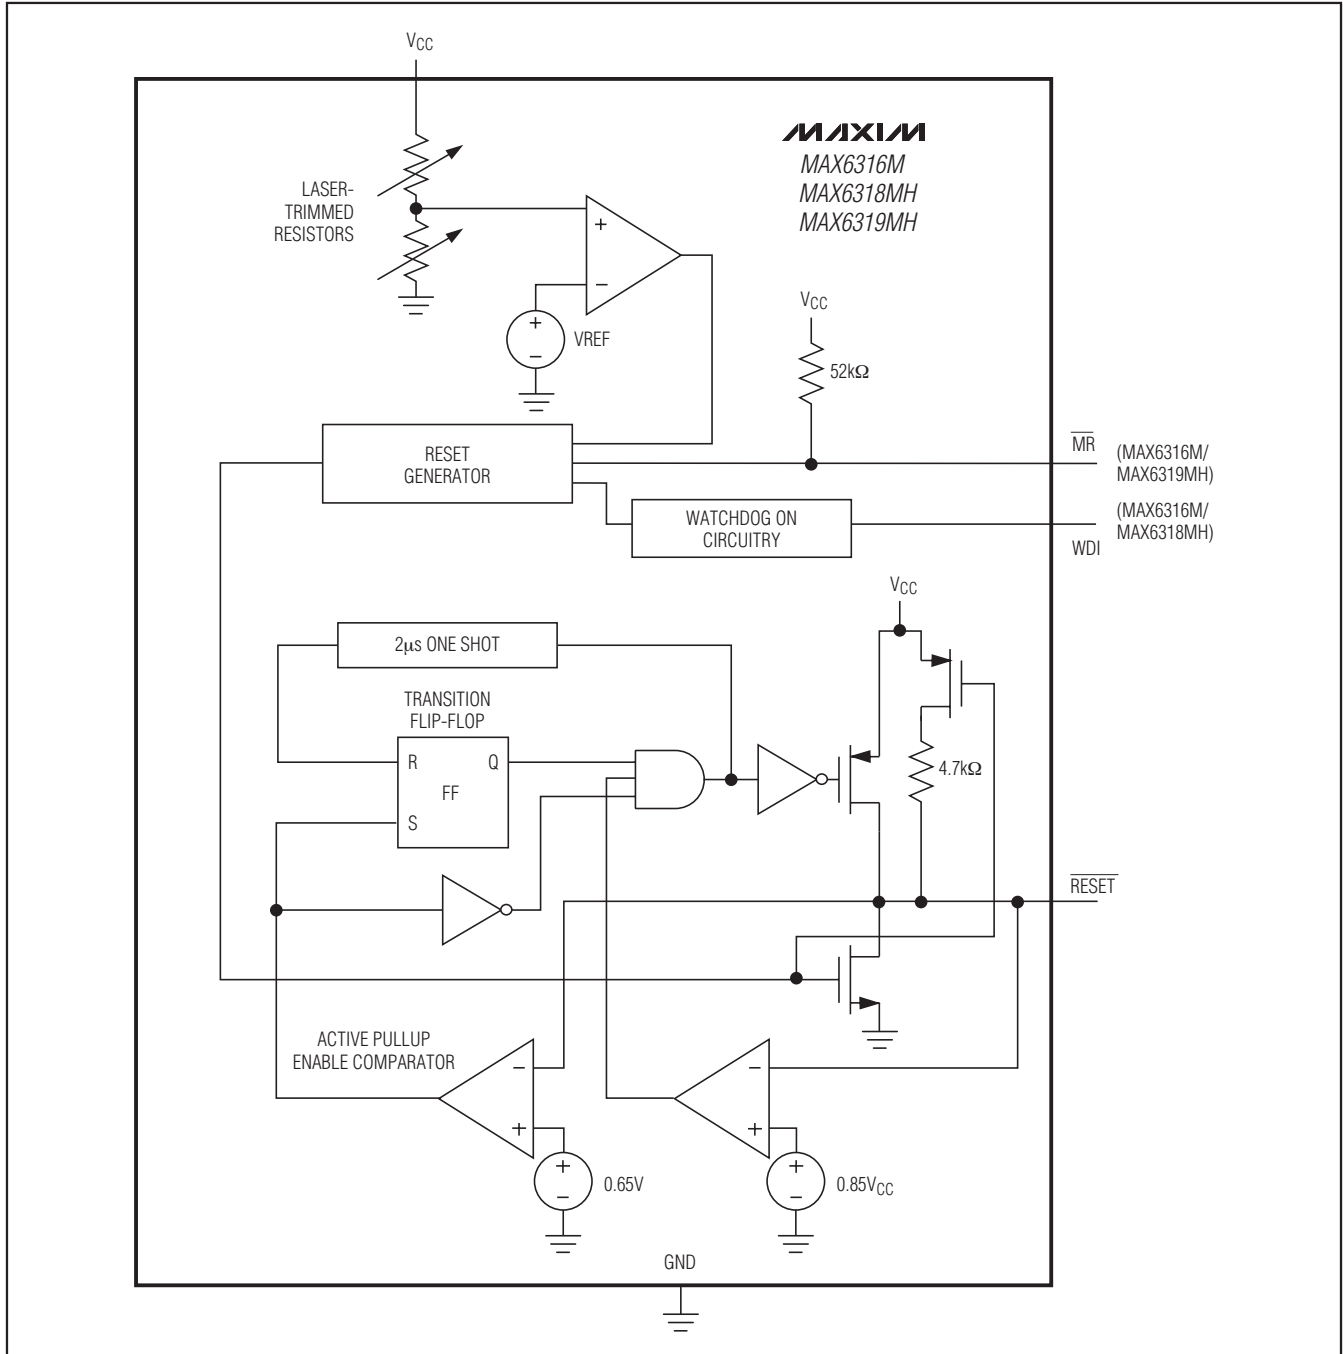 VCC
MAXIM
MAX6316M
MAX6318MH
MAX6319MH
LASER-
TRIMMED
RESISTORS
+
−
+
−
VREF
VCC
52kΩ
RESET
GENERATOR
MR
(MAX6316M/
MAX6319MH)
WATCHDOG ON
CIRCUITRY
(MAX6316M/
MAX6318MH)
WDI
VCC
2μs ONE SHOT
TRANSITION
FLIP-FLOP
R
Q
FF
S
4.7kΩ
RESET
ACTIVE PULLUP
ENABLE COMPARATOR
−
+
−
+
+
−
0.65V
+
−
0.85VCC
GND